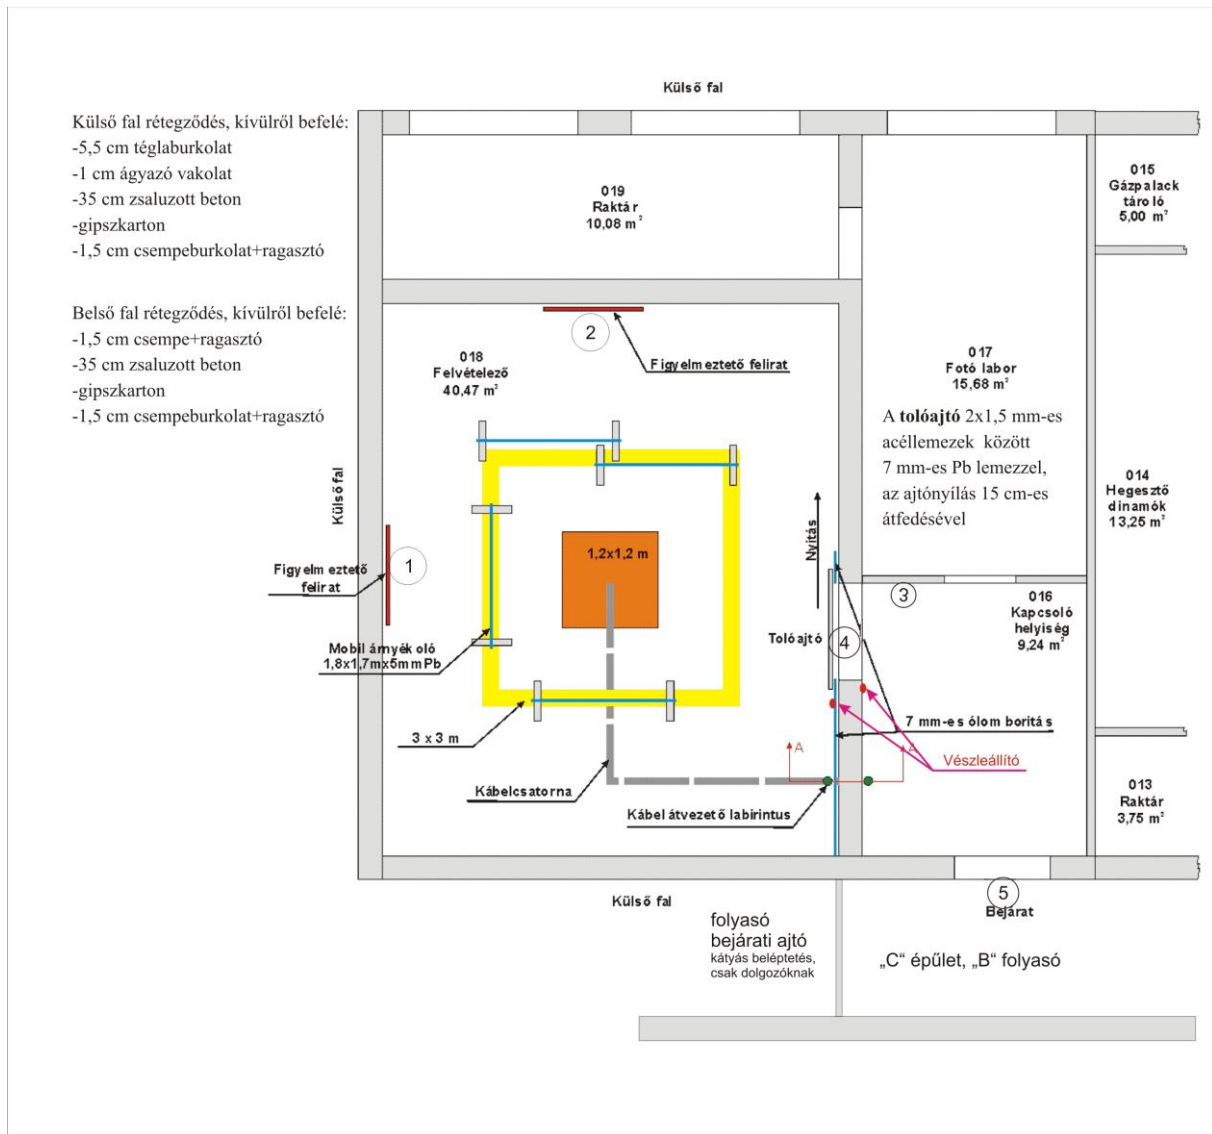 Külső fal
Külső fal rétegződés, kívülről befelé:
-5,5 cm téglaburkolat
-1 cm ágyazó vakolat
-35 cm zsaluzott beton
-gipszkarton
-1,5 cm csempeburkolat+ragasztó
Belső fal rétegződés, kívülről befelé:
-1,5 cm csempe+ragasztó
-35 cm zsaluzott beton
-gipszkarton
-1,5 cm csempeburkolat+ragasztó
019
Raktár
10,08 m²
015
Gázpalack
tároló
5,00 m²
2
Figyelmeztető felirat
018
Felvételező
40,47 m²
017
Fotó labor
15,68 m²
A tolóajtó 2x1,5 mm-es
acéllemezek között
7 mm-es Pb lemezzel,
az ajtónyílás 15 cm-es
átfedésével
014
Hegesztő
dinamók
13,25 m²
Külső fal
1
Figyelm eztető
felirat
1,2x1,2 m
Nyitás
3
016
Kapcsoló
helyiség
9,24 m²
Tolóajtó
4
Mobil árnyék oló
1,8x1,7mx5mm Pb
3 x 3 m
7 mm-es ólom borítás
A
A
Vészleállító
Kábelcsatorna
Kábel átvezető labirintus
013
Raktár
3,75 m²
Külső fal
5
Bejárat
folyasó
bejárati ajtó
kátyás beléptetés,
csak dolgozóknak
„C“ épület, „B“ folyasó